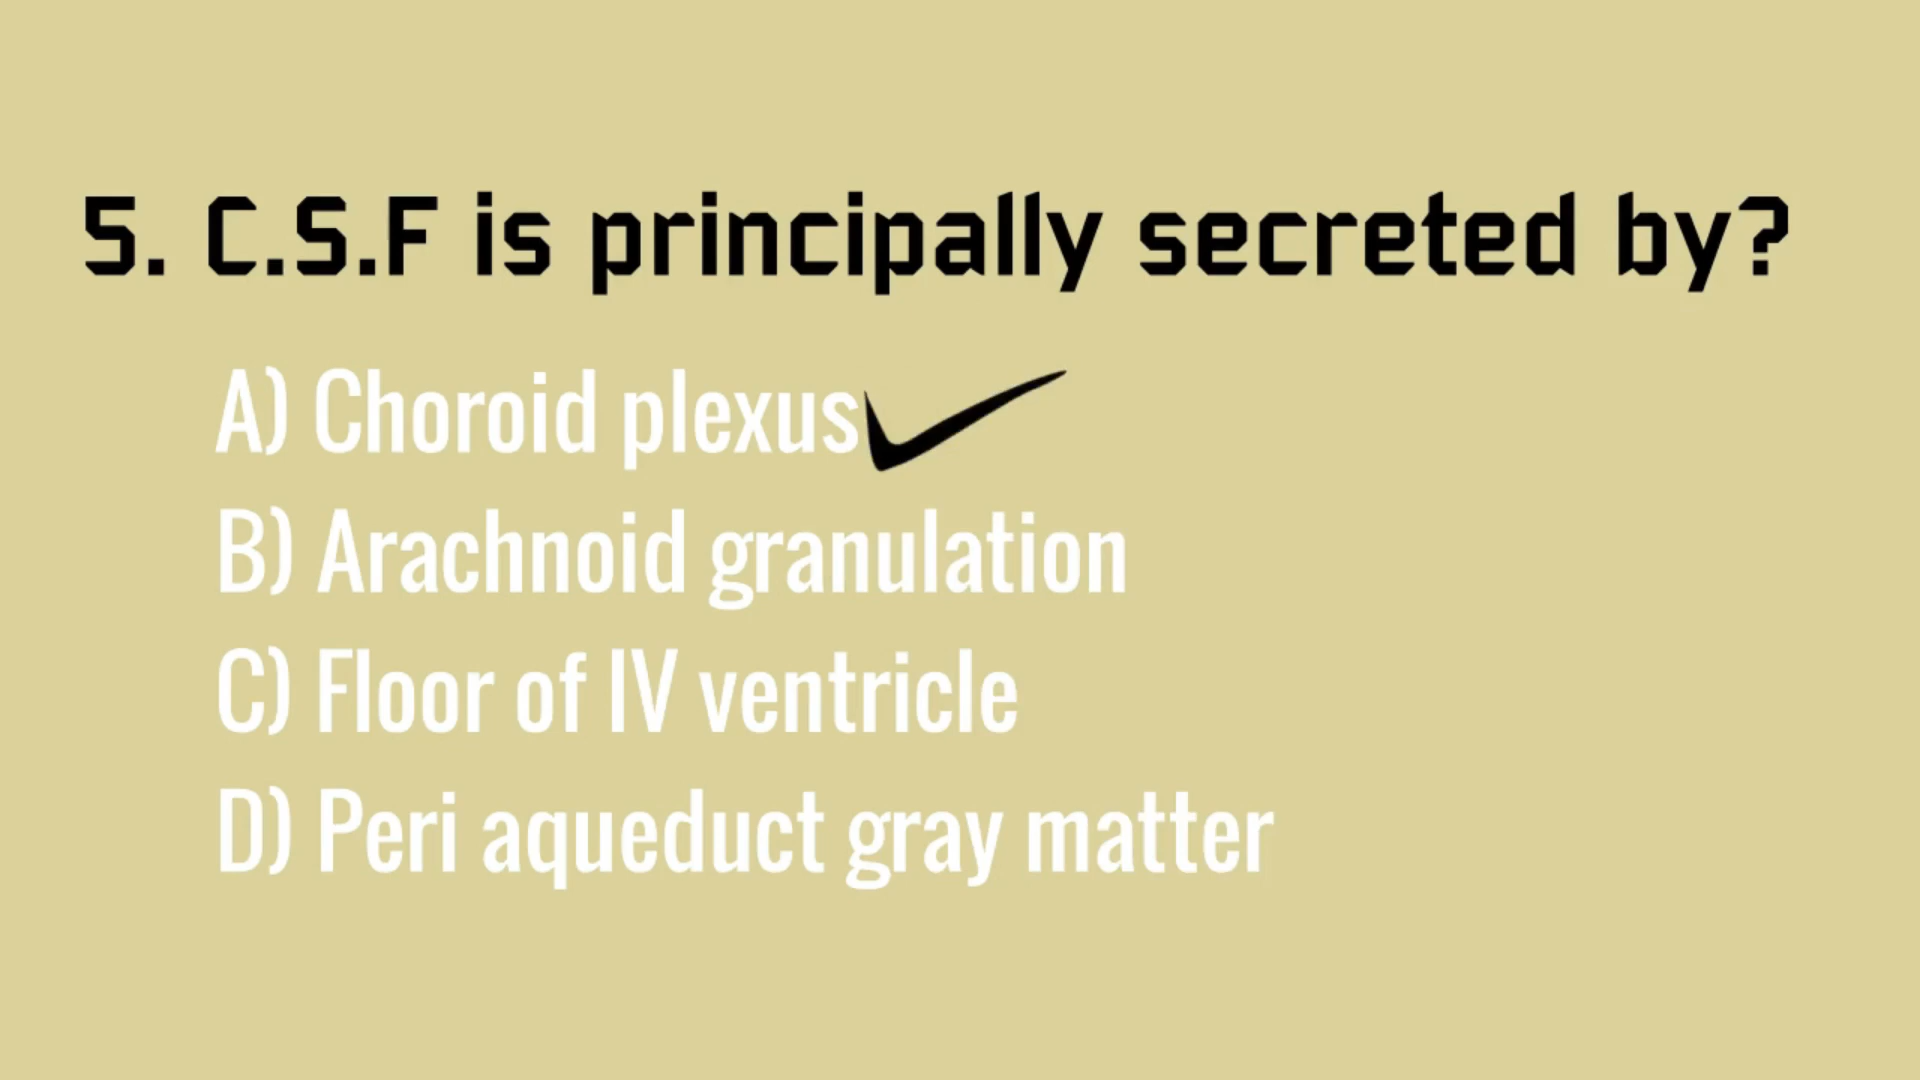 5. C.S.F is principally secreted by?
A) Choroid plexus
B) Arachnoid granulation
C) Floor of IV ventricle
D) Peri aqueduct gray matter